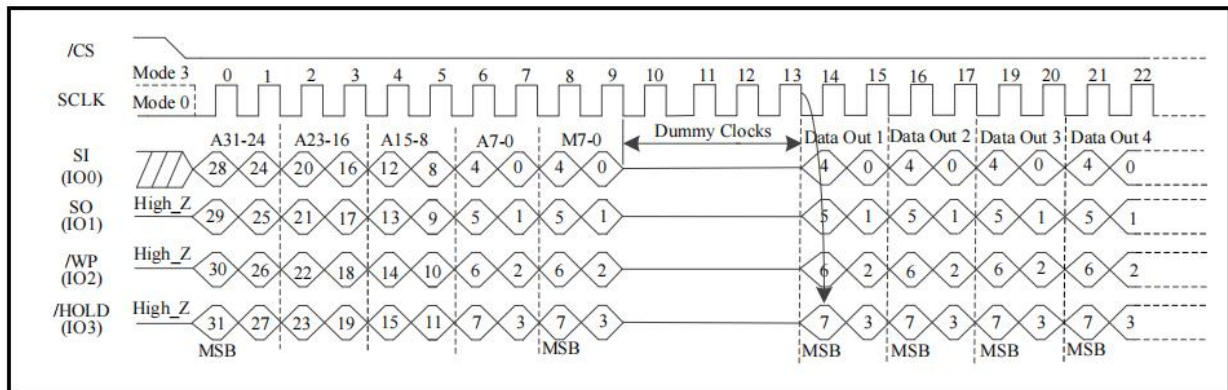 /CS
Mode 3 0 1 2 3 4 5 6 7 8 9 10 11 12 13 14 15 16 17 19 20 21 22
SCLK Mode 0
A31-24 A23-16 A15-8 A7-0 M7-0 Dummy Clocks Data Out 1 Data Out 2 Data Out 3 Data Out 4
SI
(IO0)
28 24 20 16 12 8 4 0 4 0 4 0 4 0 4 0 4 0
SO
(IO1)
High_Z
29 25 21 17 13 9 5 1 5 1 5 1 5 1 5 1 5 1
/WP
(IO2)
High_Z
30 26 22 18 14 10 6 2 6 2 6 2 6 2 6 2 6 2
/HOLD
(IO3)
High_Z
31 27 23 19 15 11 7 3 7 3 7 3 7 3 7 3 7 3
MSB MSB MSB MSB MSB MSB